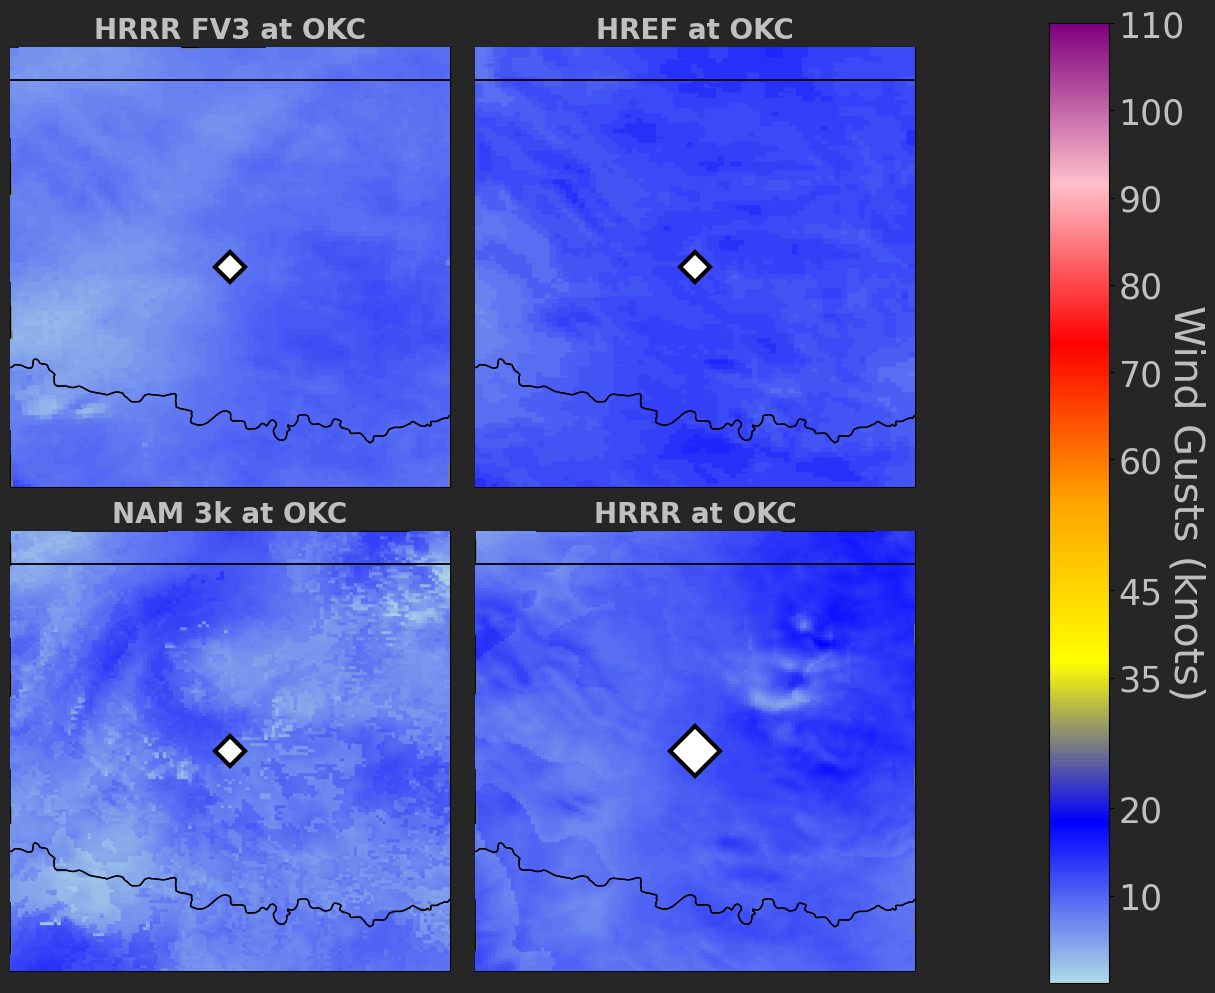 HRRR FV3 at OKC
HREF at OKC
NAM 3k at OKC
HRRR at OKC
110
100
90
80
70
60
45
35
20
10
Wind Gusts (knots)